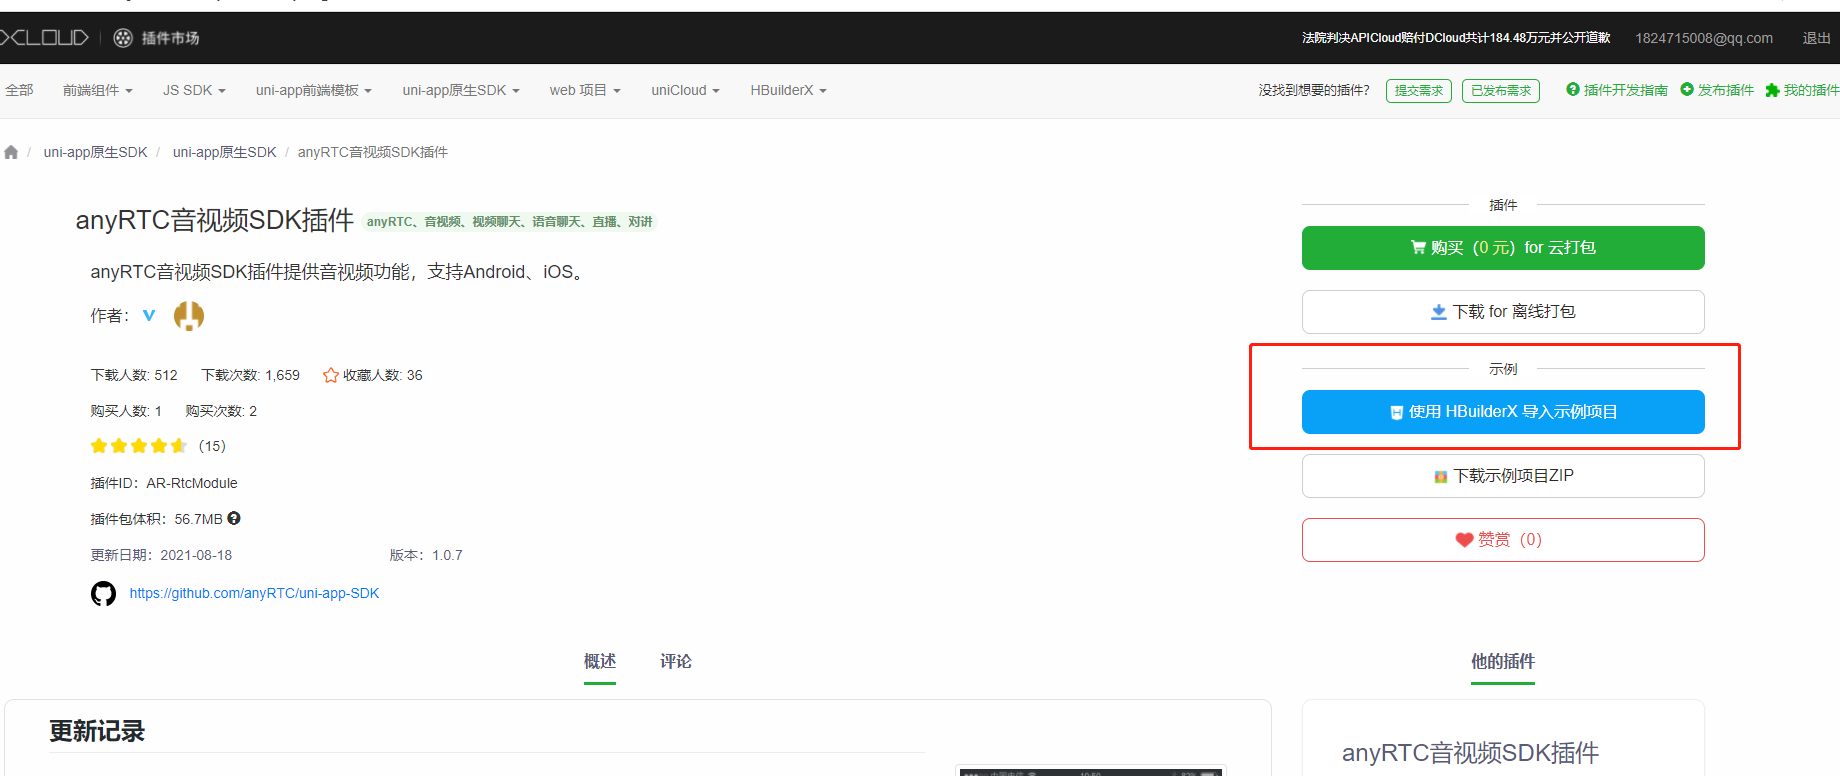 DCLOUD 插件市场 法院判决APICloud赔付DCloud共计184.48万元并公开道歉 1824715008@qq.com 退出
全部 前端组件 JS SDK uni-app前端模板 uni-app原生SDK web 项目 uniCloud HBuilderX 没找到想要的插件? 提交需求 已发布需求 插件开发指南 发布插件 我的插件
/ uni-app原生SDK / uni-app原生SDK / anyRTC音视频SDK插件
anyRTC音视频SDK插件 anyRTC、音视频、视频聊天、语音聊天、直播、对讲
anyRTC音视频SDK插件提供音视频功能，支持Android、iOS。
作者：
下载人数: 512 下载次数: 1,659 收藏人数: 36
购买人数: 1 购买次数: 2
(15)
插件ID：AR-RtcModule
插件包体积：56.7MB
更新日期：2021-08-18 版本：1.0.7
https://github.com/anyRTC/uni-app-SDK
插件
购买（0 元）for 云打包
下载 for 离线打包
示例
使用 HBuilderX 导入示例项目
下载示例项目ZIP
赞赏（0）
概述 评论
他的插件
更新记录
anyRTC音视频SDK插件